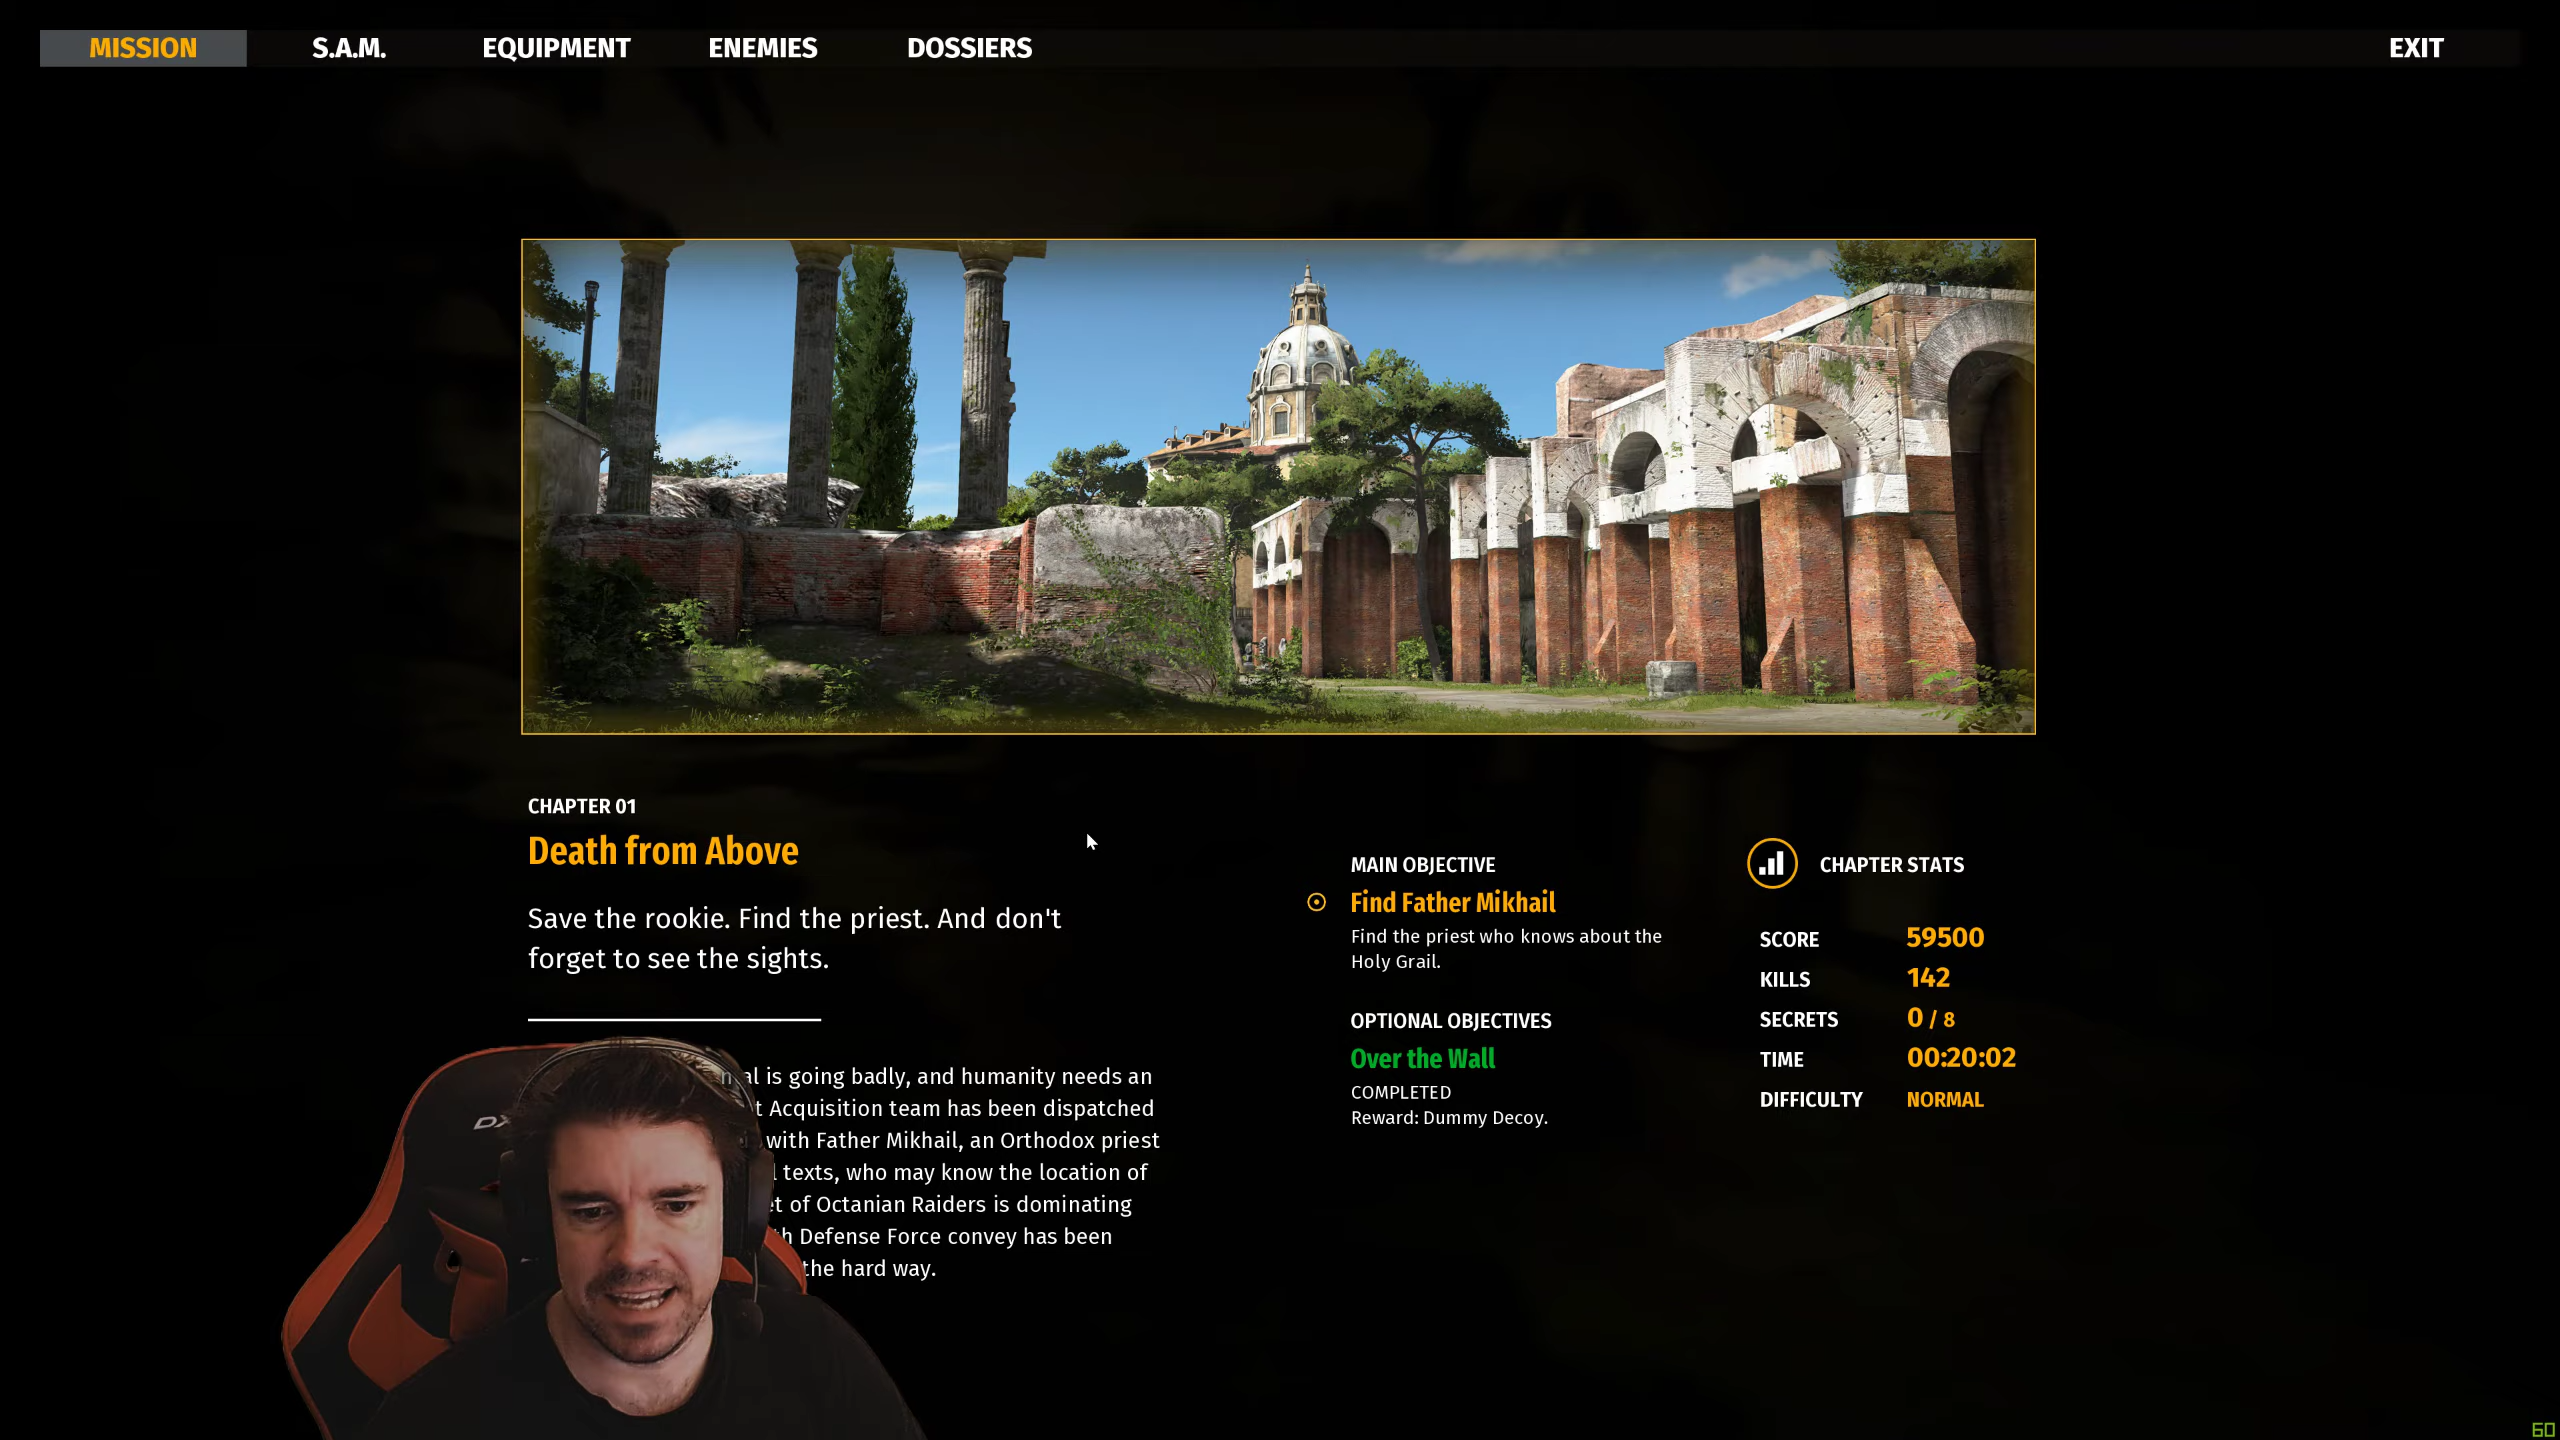 MISSION S.A.M. EQUIPMENT ENEMIES DOSSIERS EXIT
CHAPTER 01
Death from Above
Save the rookie. Find the priest. And don't
forget to see the sights.
is going badly, and humanity needs an
Acquisition team has been dispatched
with Father Mikhail, an Orthodox priest
texts, who may know the location of
of Octanian Raiders is dominating
Defense Force convey has been
the hard way.
MAIN OBJECTIVE
Find Father Mikhail
Find the priest who knows about the
Holy Grail.
OPTIONAL OBJECTIVES
Over the Wall
COMPLETED
Reward: Dummy Decoy.
CHAPTER STATS
SCORE 59500
KILLS 142
SECRETS 0 / 8
TIME 00:20:02
DIFFICULTY NORMAL
60